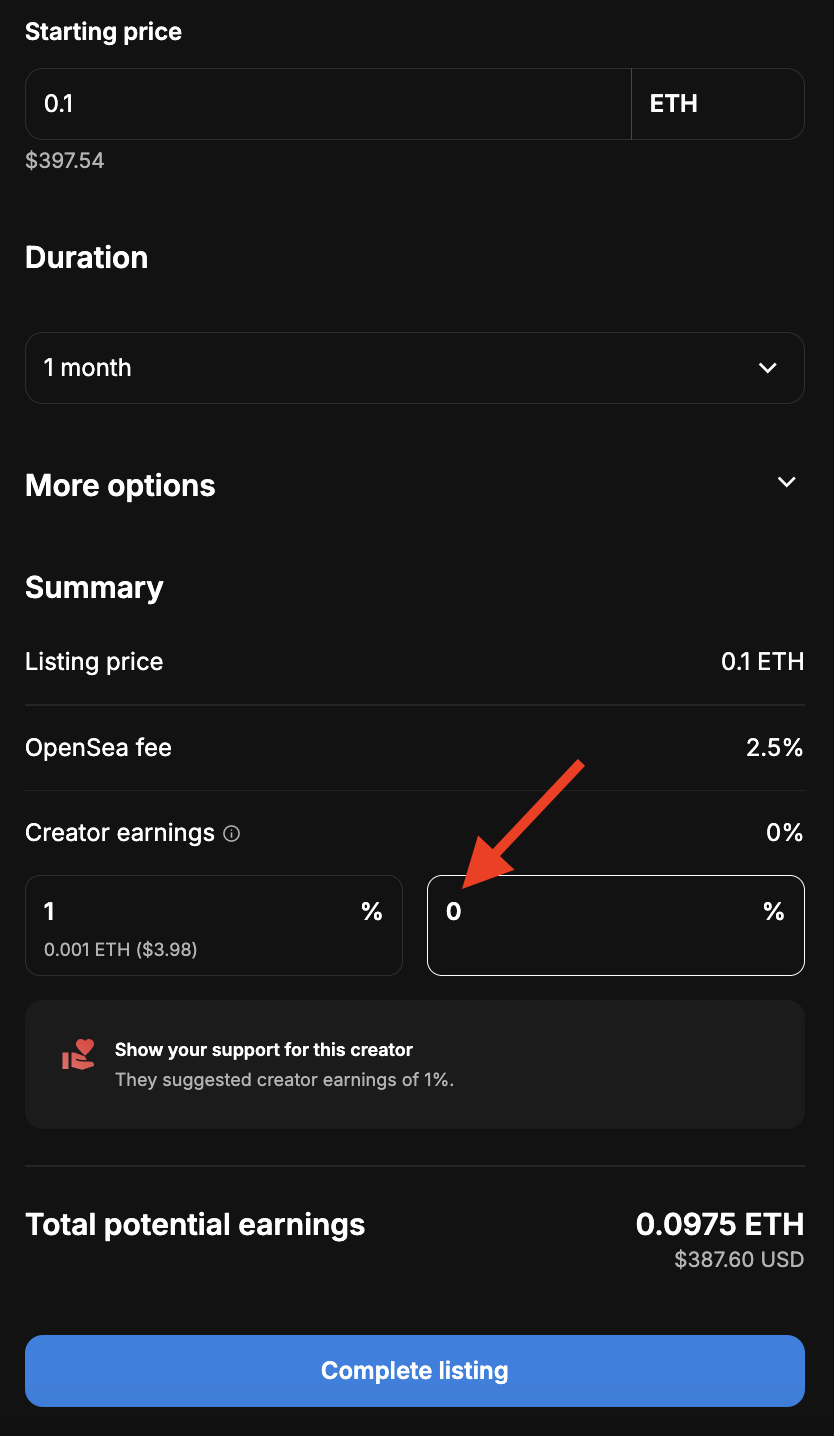 Starting price
0.1 ETH
$397.54
Duration
1 month
More options
Summary
Listing price 0.1 ETH
OpenSea fee 2.5%
Creator earnings 0%
1 % 0 %
0.001 ETH ($3.98)
Show your support for this creator
They suggested creator earnings of 1%.
Total potential earnings 0.0975 ETH
$387.60 USD
Complete listing